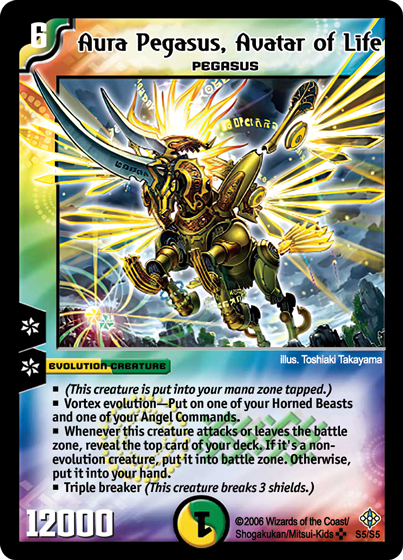 6
Aura Pegasus, Avatar of Life
PEGASUS
illus. Toshiaki Takayama
EVOLUTION CREATURE
■ (This creature is put into your mana zone tapped.)
■ Vortex evolution—Put on one of your Horned Beasts
and one of your Angel Commands.
■ Whenever this creature attacks or leaves the battle
zone, reveal the top card of your deck. If it's a non-
evolution creature, put it into battle zone. Otherwise,
put it into your hand.
■ Triple breaker (This creature breaks 3 shields.)
12000
1
©2006 Wizards of the Coast/
Shogakukan/Mitsui-Kids
S5/S5